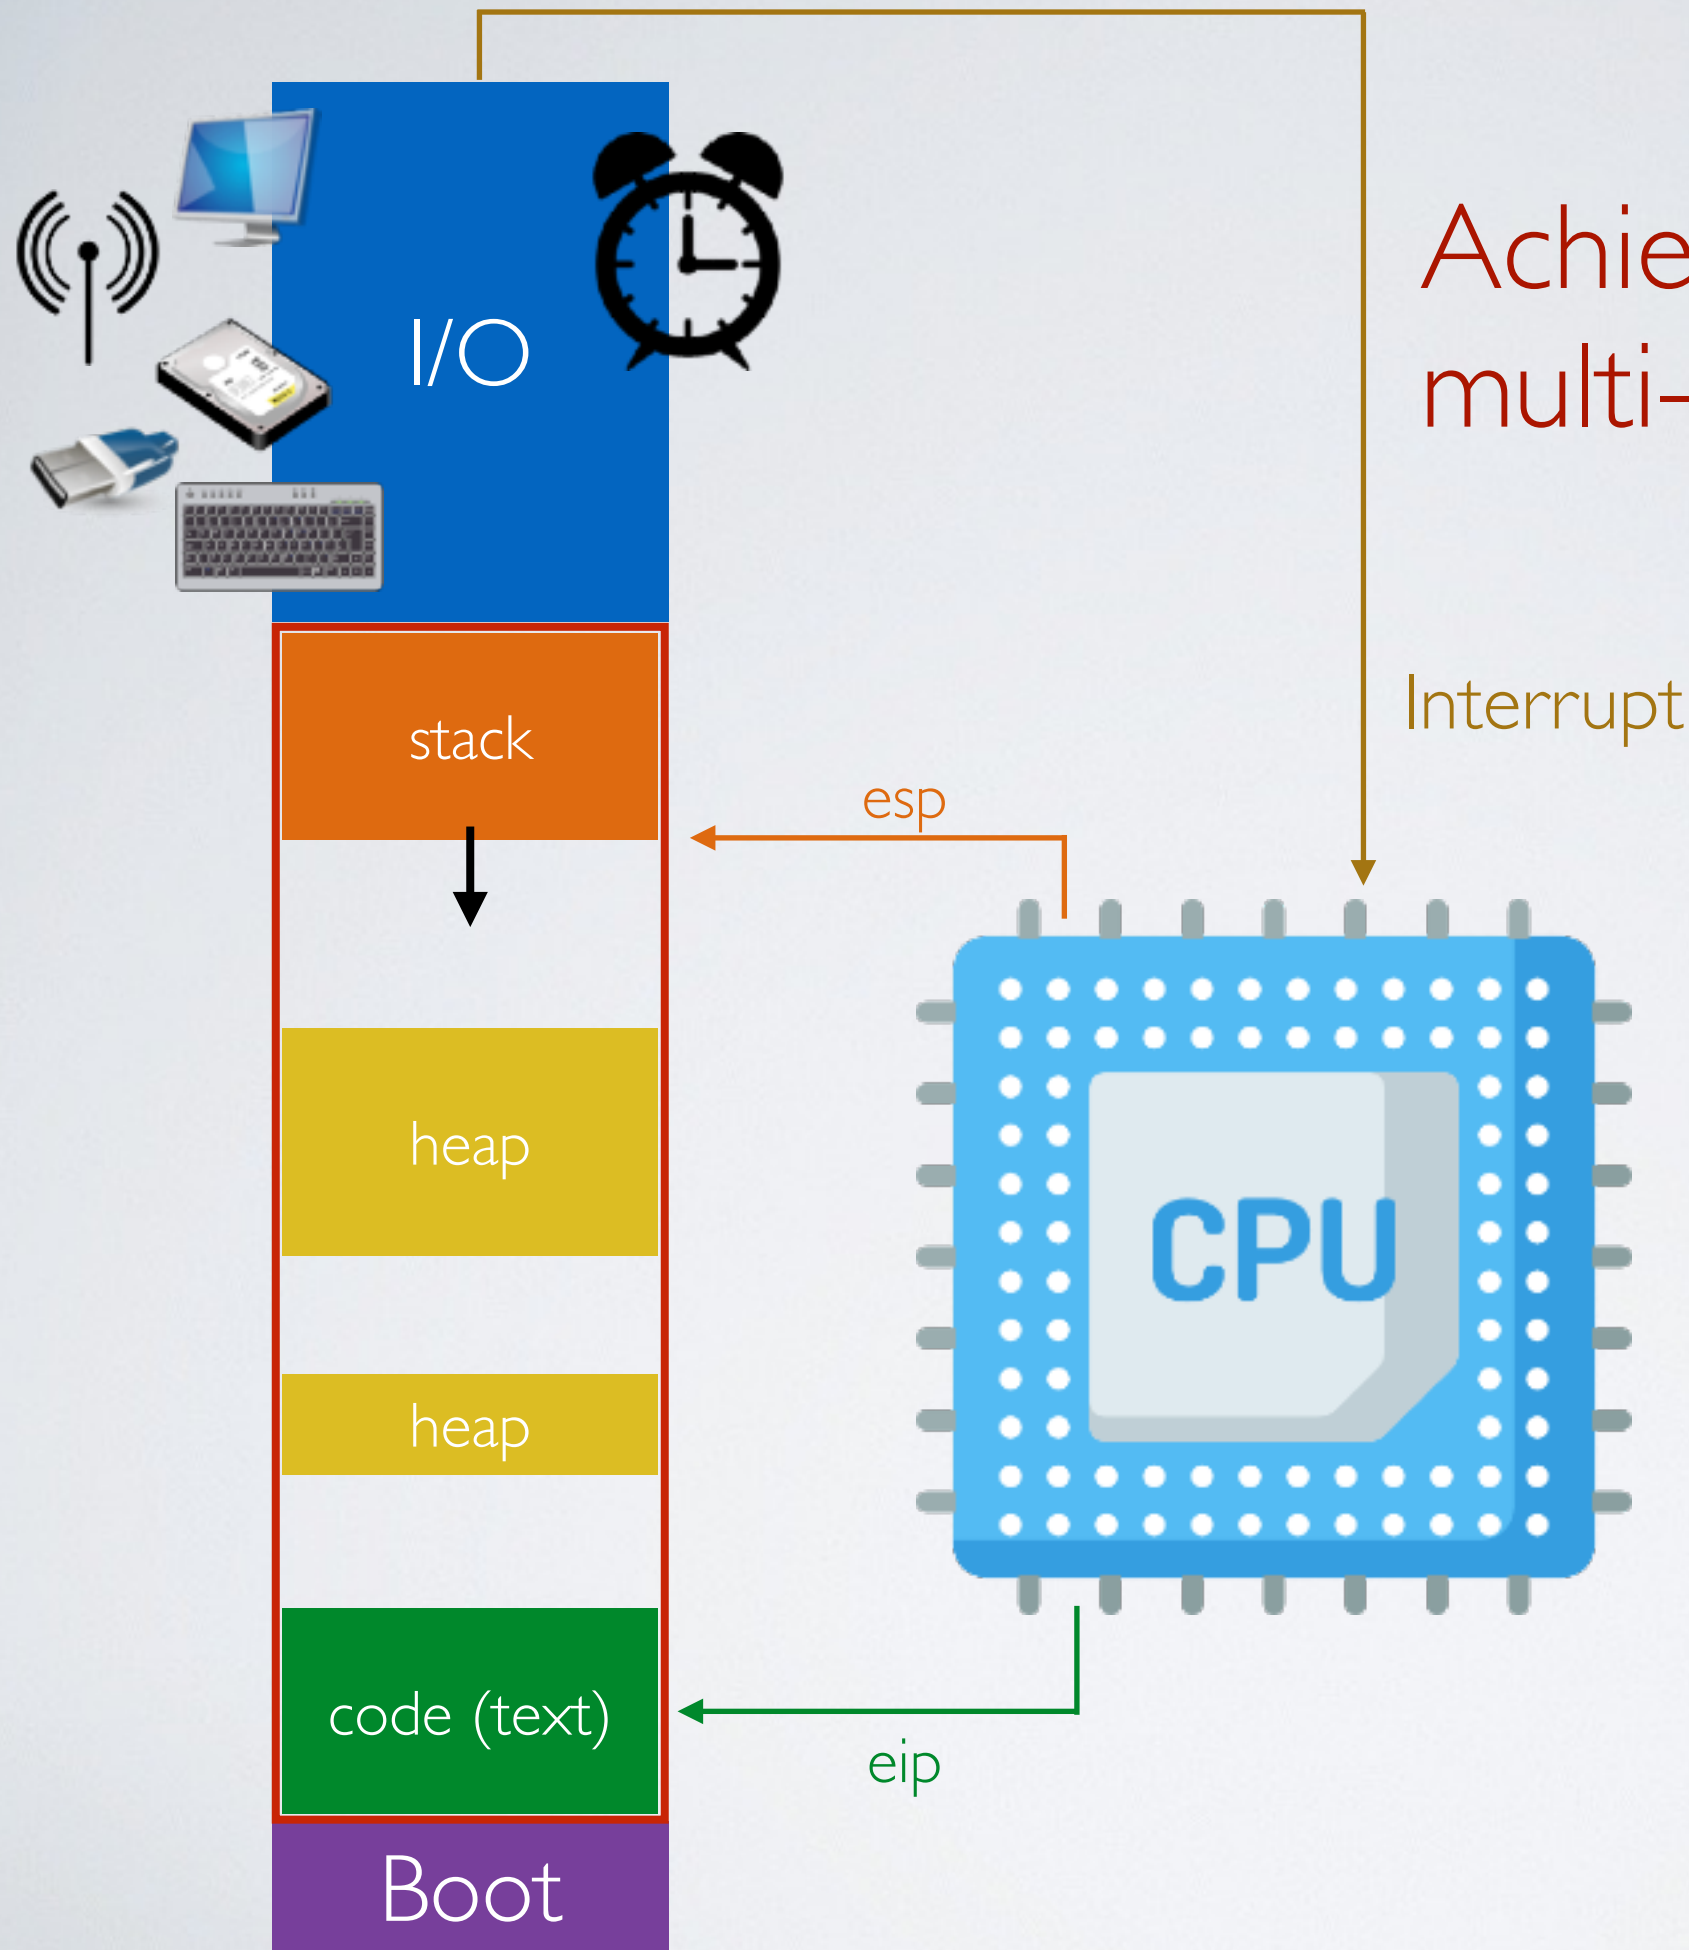 Achie
I/O
multi-
stack
Interrupt
esp
heap
CPU
heap
code (text)
eip
Boot